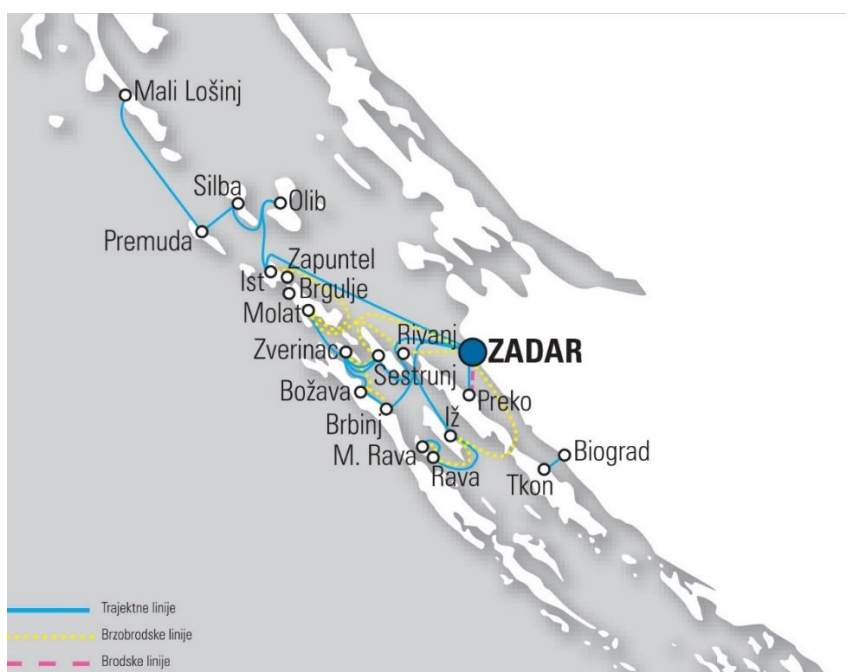 Mali Lošinj
Silba
Olib
Premuda
Zapuntel
Ist
Brgulje
Molat
Rivanj
ZADAR
Zverinac
Sestrunj
Božava
Preko
Brbinj
Iž
M. Rava
Biograd
Rava
Tkon
Trajektne linije
Brzobrodske linije
Brodske linije